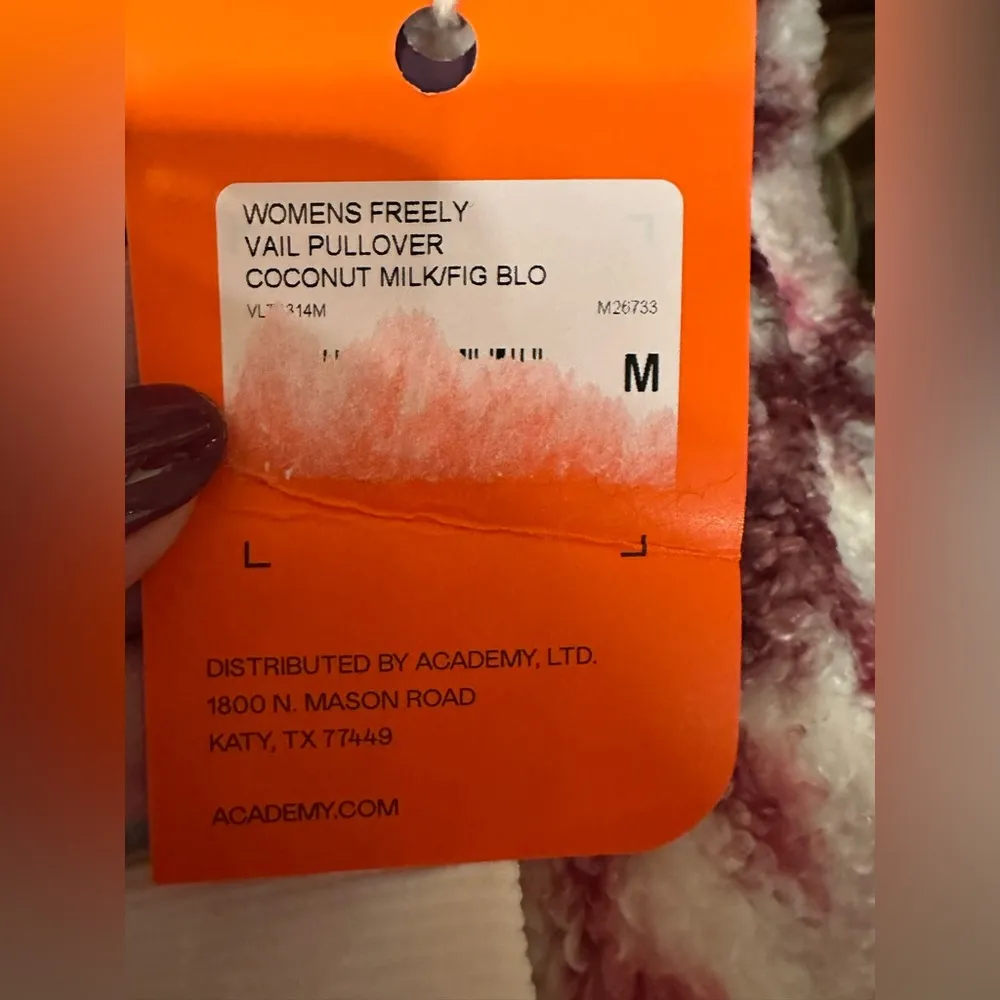 WOMENS FREELY
VAIL PULLOVER
COCONUT MILK/FIG BLO
M26733
M
DISTRIBUTED BY ACADEMY, LTD.
1800 N. MASON ROAD
KATY, TX 77449
ACADEMY.COM